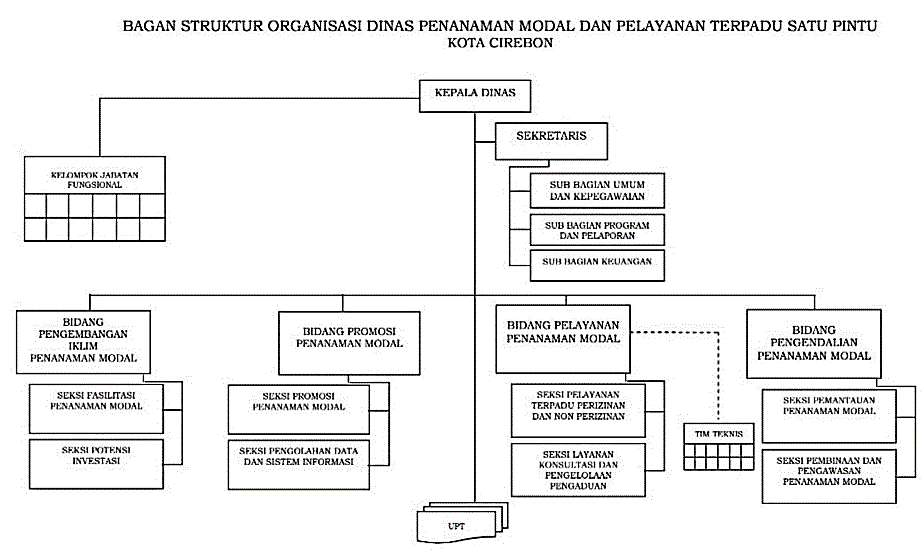 BAGAN STRUKTUR ORGANISASI DINAS PENANAMAN MODAL DAN PELAYANAN TERPADU SATU PINTU
KOTA CIREBON
KEPALA DINAS
SEKRETARIS
KELOMPOK JABATAN
FUNGSIONAL
SUB BAGIAN UMUM
DAN KEPEGAWAIAN
SUB BAGIAN PROGRAM
DAN PELAPORAN
SUB BAGIAN KEUANGAN
BIDANG
PENGEMBANGAN
IKLIM
PENANAMAN MODAL
BIDANG PROMOSI
PENANAMAN MODAL
BIDANG PELAYANAN
PENANAMAN MODAL
BIDANG
PENGENDALIAN
PENANAMAN MODAL
SEKSI FASILITASI
PENANAMAN MODAL
SEKSI PROMOSI
PENANAMAN MODAL
SEKSI PELAYANAN
TERPADU PERIZINAN
DAN NON PERIZINAN
SEKSI PEMANTAUAN
PENANAMAN MODAL
TIM TEKNIS
SEKSI POTENSI
INVESTASI
SEKSI PENGOLAHAN DATA
DAN SISTEM INFORMASI
SEKSI LAYANAN
KONSULTASI DAN
PENGELOLAAN
PENGADUAN
SEKSI PEMBINAAN DAN
PENGAWASAN
PENANAMAN MODAL
UPT